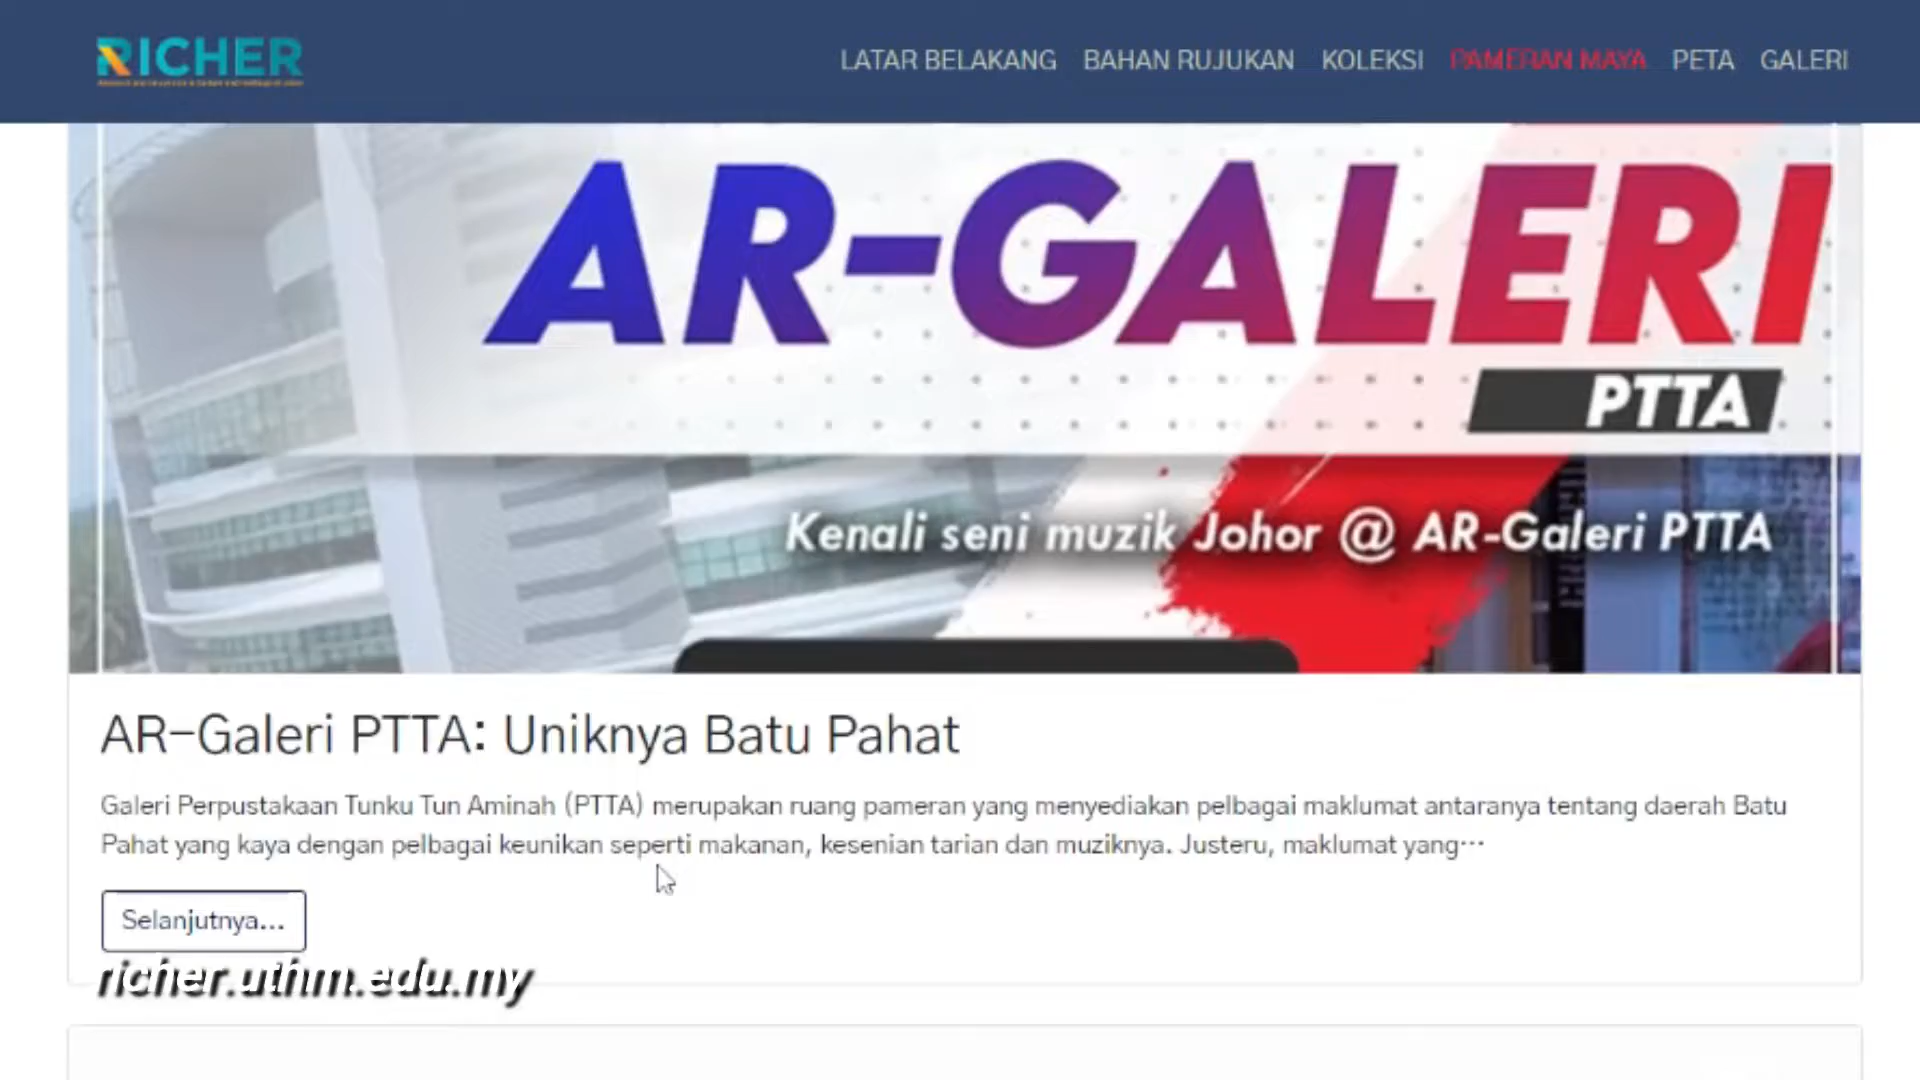 RICHER
LATAR BELAKANG BAHAN RUJUKAN KOLEKSI PAMERAN MAYA PETA GALERI
AR-GALERI
PTTA
Kenali seni muzik Johor @ AR-Galeri PTTA
AR-Galeri PTTA: Uniknya Batu Pahat
Galeri Perpustakaan Tunku Tun Aminah (PTTA) merupakan ruang pameran yang menyediakan pelbagai maklumat antaranya tentang daerah Batu
Pahat yang kaya dengan pelbagai keunikan seperti makanan, kesenian tarian dan muziknya. Justeru, maklumat yang…
Selanjutnya...
richer.uthm.edu.my